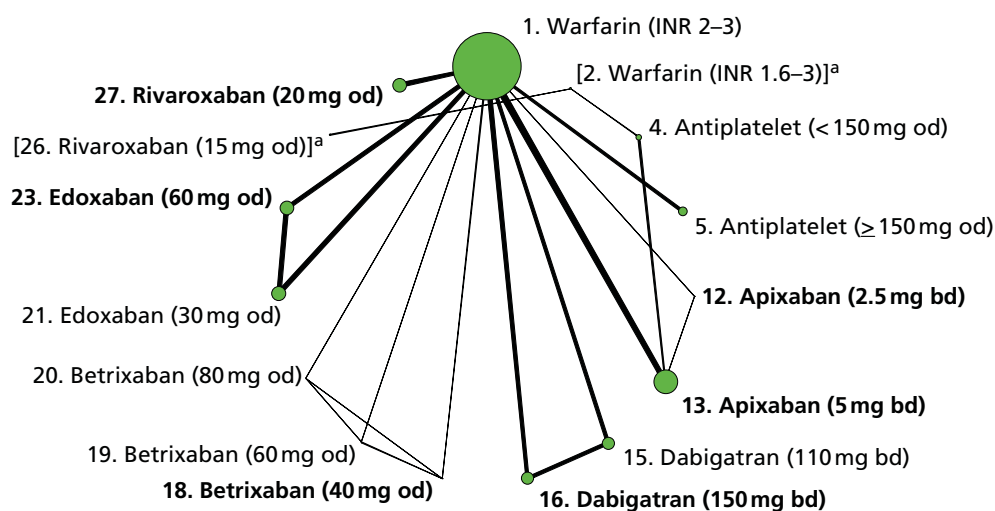 1. Warfarin (INR 2–3)
[2. Warfarin (INR 1.6–3)]ᵃ
27. Rivaroxaban (20 mg od)
4. Antiplatelet (< 150 mg od)
[26. Rivaroxaban (15 mg od)]ᵃ
23. Edoxaban (60 mg od)
5. Antiplatelet (≥ 150 mg od)
12. Apixaban (2.5 mg bd)
21. Edoxaban (30 mg od)
20. Betrixaban (80 mg od)
13. Apixaban (5 mg bd)
19. Betrixaban (60 mg od)
15. Dabigatran (110 mg bd)
18. Betrixaban (40 mg od)
16. Dabigatran (150 mg bd)